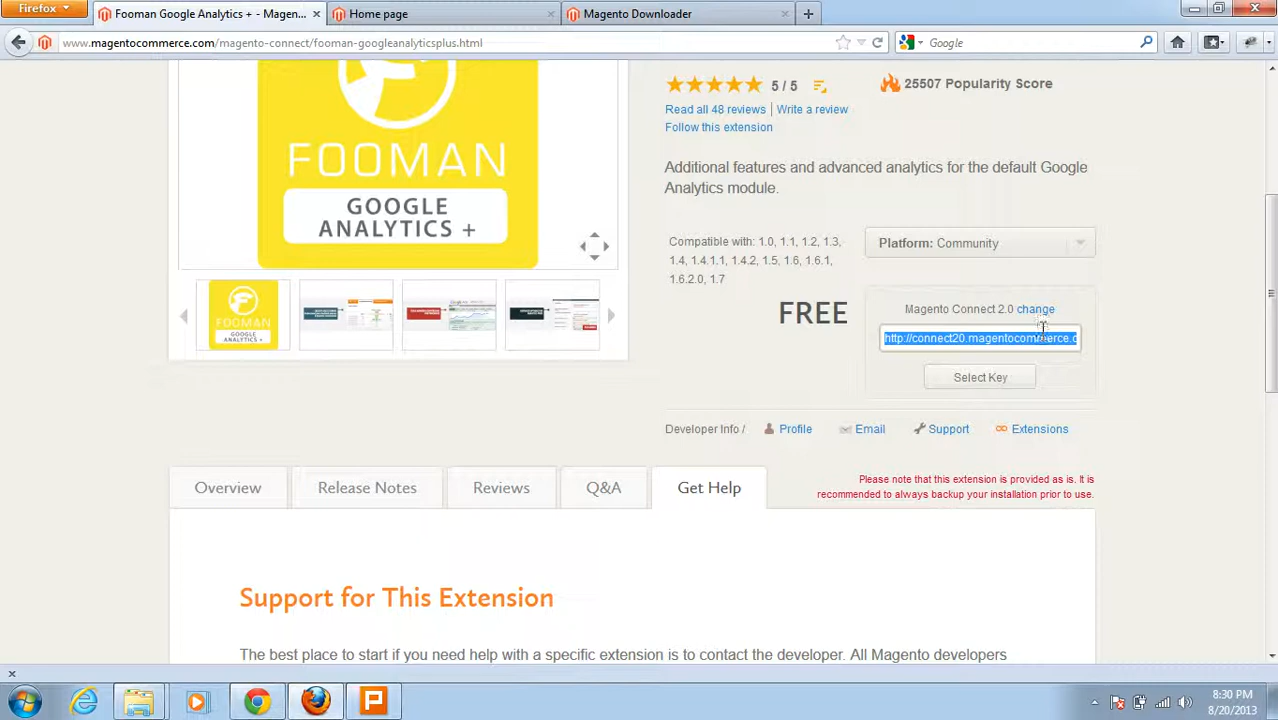 Firefox
Fooman Google Analytics + - Magen...
Home page
Magento Downloader
www.magentocommerce.com/magento-connect/fooman-googleanalyticsplus.html
Google
5 / 5
25507 Popularity Score
Read all 48 reviews | Write a review
Follow this extension
FOOMAN
GOOGLE
ANALYTICS +
Additional features and advanced analytics for the default Google
Analytics module.
Compatible with: 1.0, 1.1, 1.2, 1.3,
1.4, 1.4.1.1, 1.4.2, 1.5, 1.6, 1.6.1,
1.6.2.0, 1.7
Platform: Community
FREE
Magento Connect 2.0 change
http://connect20.magentocommerce.c
Select Key
FOOMAN
GOOGLE
ANALYTICS +
Developer Info / Profile Email Support Extensions
Overview
Release Notes
Reviews
Q&A
Get Help
Please note that this extension is provided as is. It is
recommended to always backup your installation prior to use.
Support for This Extension
The best place to start if you need help with a specific extension is to contact the developer. All Magento developers
8:30 PM
8/20/2013